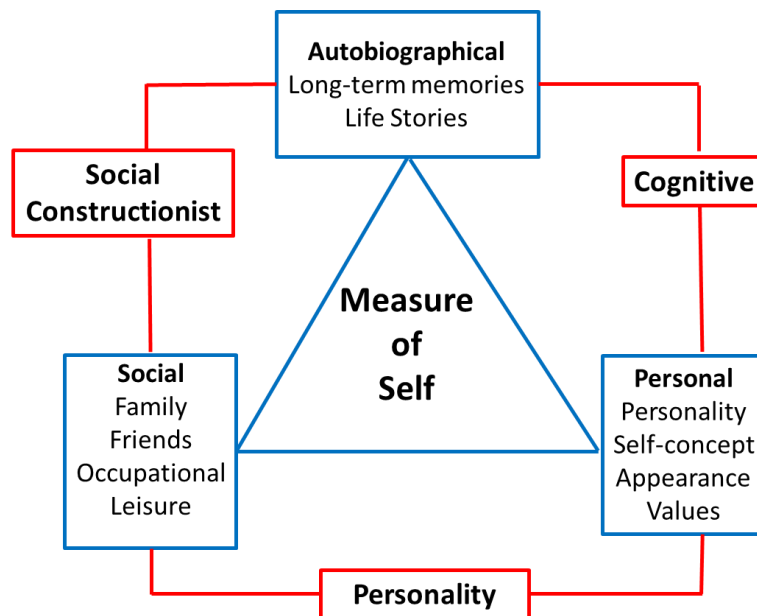 Autobiographical
Long-term memories
Life Stories
Social
Constructionist
Cognitive
Measure
of
Self
Social
Family
Friends
Occupational
Leisure
Personal
Personality
Self-concept
Appearance
Values
Personality